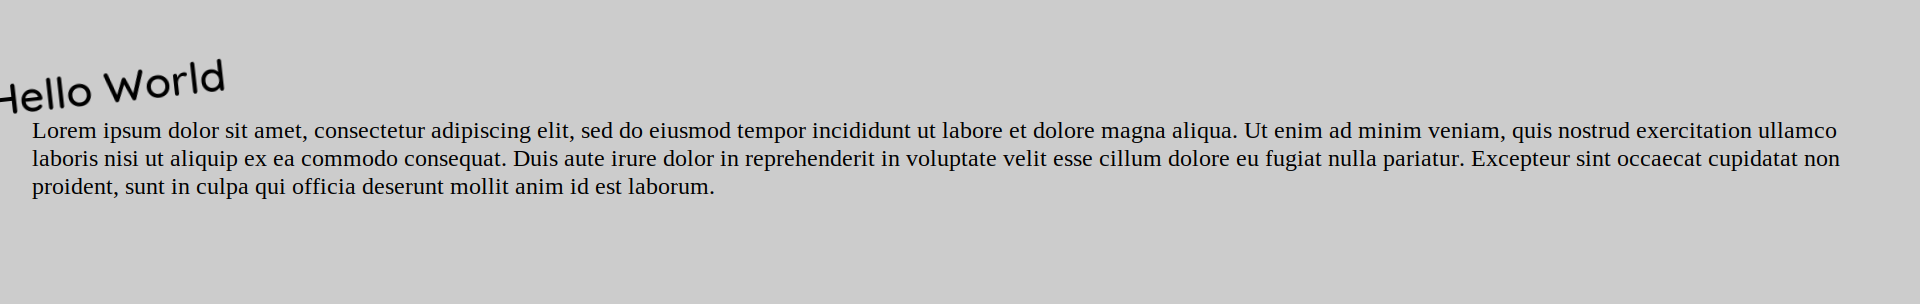 Hello World
Lorem ipsum dolor sit amet, consectetur adipiscing elit, sed do eiusmod tempor incididunt ut labore et dolore magna aliqua. Ut enim ad minim veniam, quis nostrud exercitation ullamco
laboris nisi ut aliquip ex ea commodo consequat. Duis aute irure dolor in reprehenderit in voluptate velit esse cillum dolore eu fugiat nulla pariatur. Excepteur sint occaecat cupidatat non
proident, sunt in culpa qui officia deserunt mollit anim id est laborum.